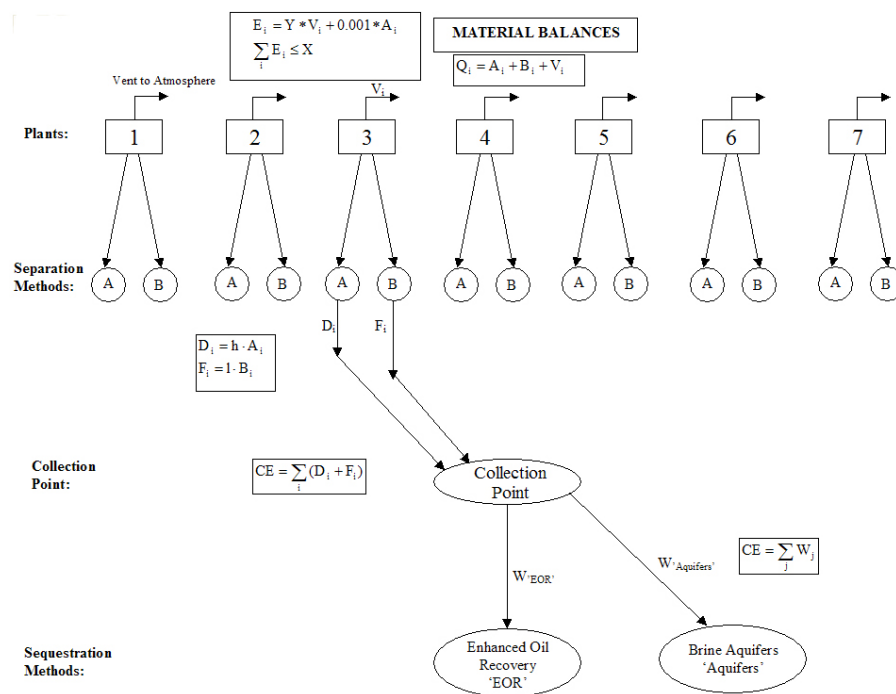 E_i = Y * V_i + 0.001 * A_i
∑_i E_i ≤ X
MATERIAL BALANCES
Q_i = A_i + B_i + V_i
Vent to Atmosphere
V_i
Plants:
1 2 3 4 5 6 7
Separation
Methods:
A B A B A B A B A B A B A B
D_i F_i
D_i = h · A_i
F_i = l · B_i
Collection
Point:
CE = ∑_i (D_i + F_i)
Collection
Point
W_'EOR'
W_'Aquifers'
CE = ∑_j W_j
Sequestration
Methods:
Enhanced Oil
Recovery
'EOR'
Brine Aquifers
'Aquifers'